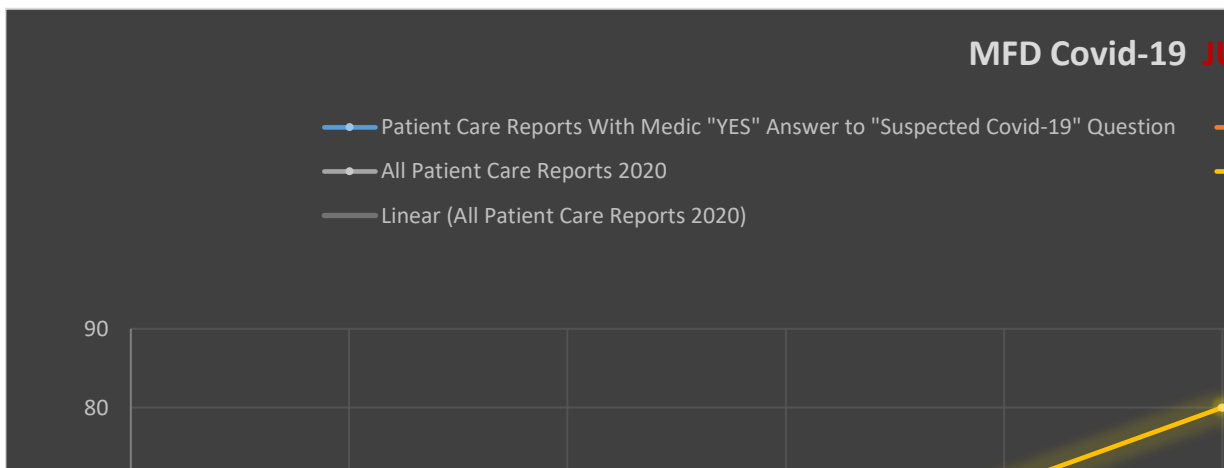 MFD Covid-19
Patient Care Reports With Medic "YES" Answer to "Suspected Covid-19" Question
All Patient Care Reports 2020
Linear (All Patient Care Reports 2020)
90
80